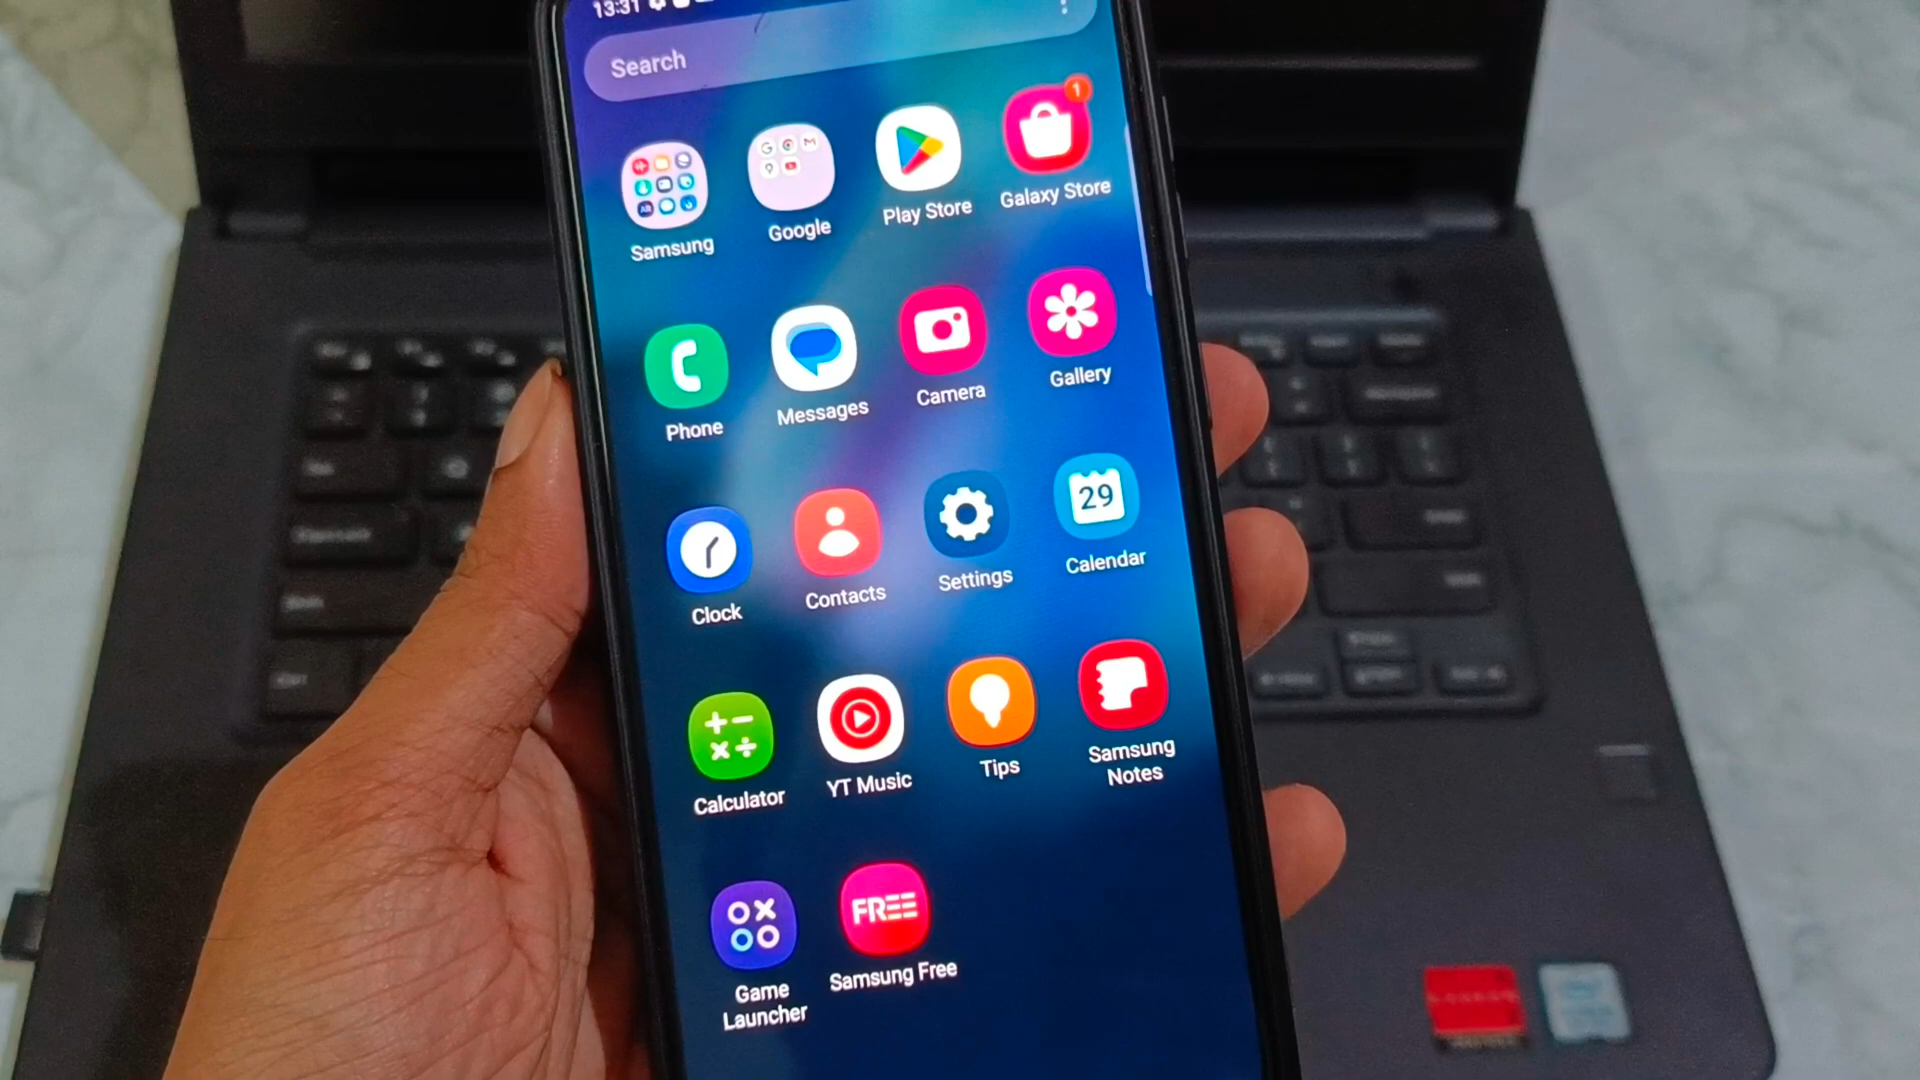 13:31
Search
1
Samsung
Google
Play Store
Galaxy Store
Phone
Messages
Camera
Gallery
Clock
Contacts
Settings
29
Calendar
Calculator
YT Music
Tips
Samsung
Notes
FREE
Game
Launcher
Samsung Free